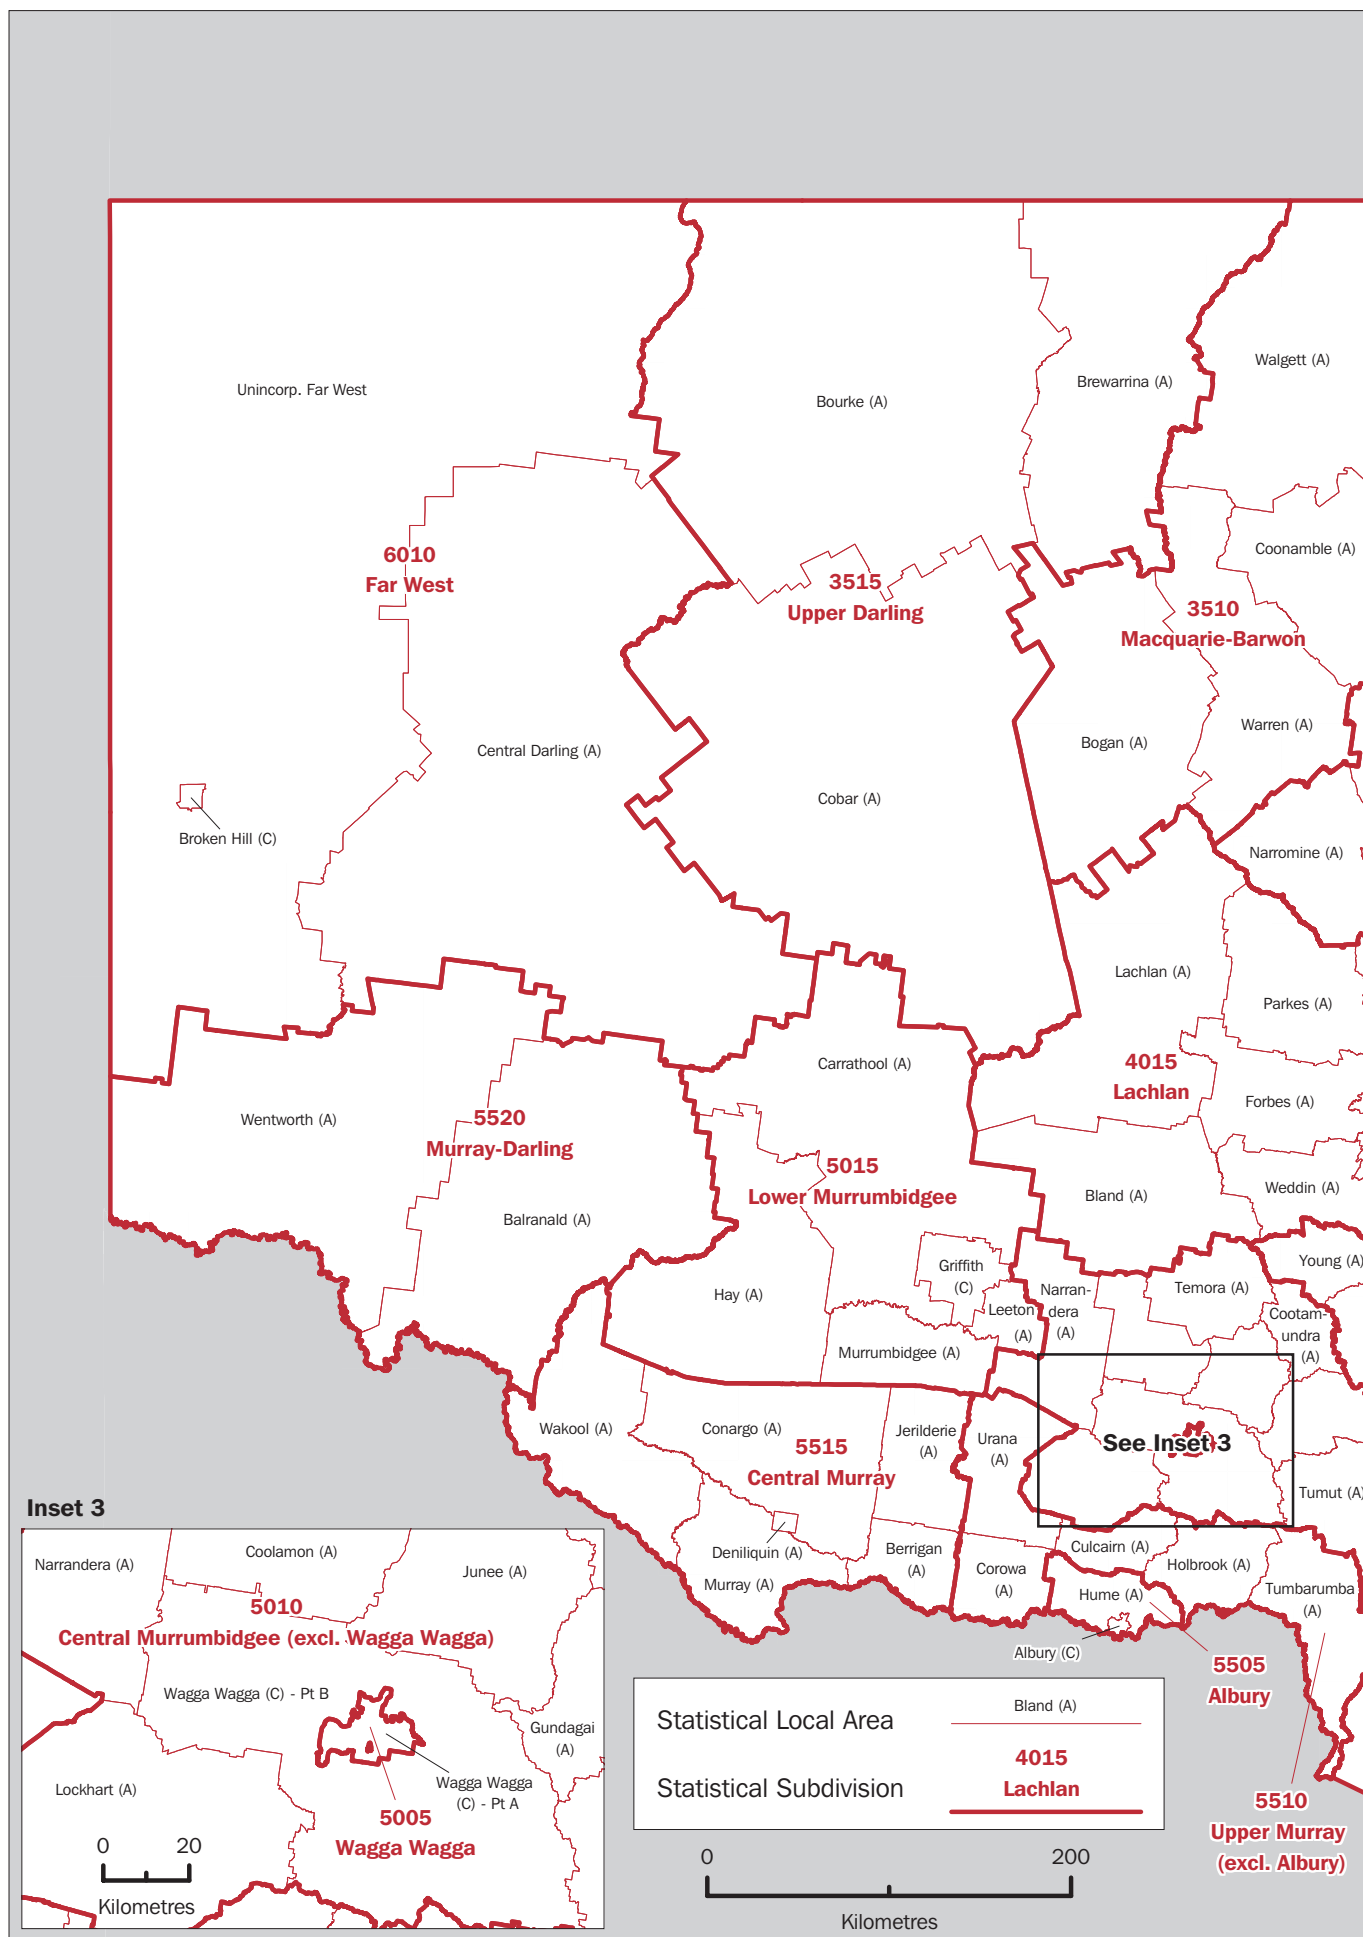 Unincorp. Far West
Bourke (A)
Brewarrina (A)
Walgett (A)
Coonamble (A)
6010
Far West
3515
Upper Darling
3510
Macquarie-Barwon
Central Darling (A)
Bogan (A)
Warren (A)
Cobar (A)
Broken Hill (C)
Narromine (A)
Lachlan (A)
Parkes (A)
Carrathool (A)
4015
Lachlan
Forbes (A)
Wentworth (A)
5520
Murray-Darling
5015
Lower Murrumbidgee
Bland (A)
Weddin (A)
Balranald (A)
Young (A)
Griffith
(C)
Hay (A)
Narran-
dera
(A)
Temora (A)
Leeton
(A)
Cootam-
undra
(A)
Murrumbidgee (A)
Wakool (A)
Conargo (A)
Jerilderie
(A)
Urana
(A)
See Inset 3
5515
Central Murray
Tumut (A)
Deniliquin (A)
Murray (A)
Berrigan
(A)
Culcairn (A)
Holbrook (A)
Corowa
(A)
Hume (A)
Tumbarumba
(A)
Albury (C)
5505
Albury
5510
Upper Murray
(excl. Albury)
Inset 3
Narrandera (A)
Coolamon (A)
Junee (A)
5010
Central Murrumbidgee (excl. Wagga Wagga)
Wagga Wagga (C) - Pt B
Gundagai
(A)
Lockhart (A)
Wagga Wagga
(C) - Pt A
5005
Wagga Wagga
0 20
Kilometres
Statistical Local Area
Bland (A)
Statistical Subdivision
4015
Lachlan
0 200
Kilometres